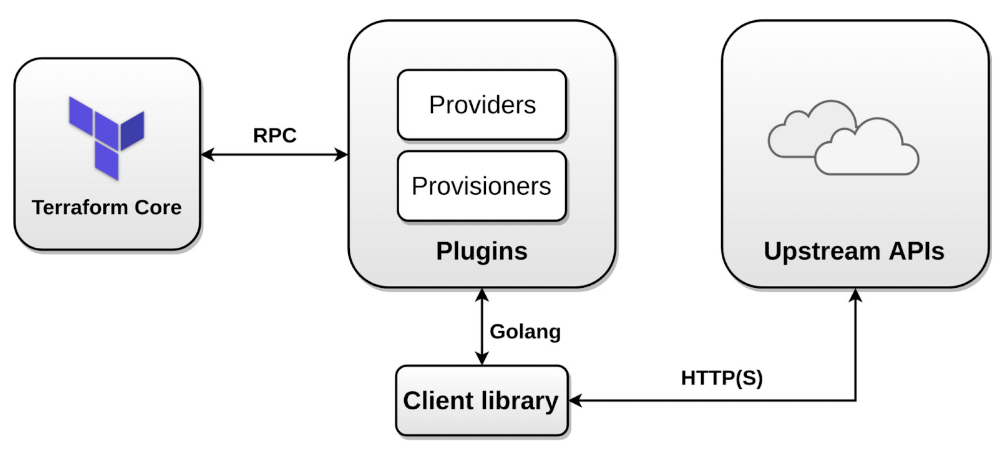 Terraform Core
RPC
Providers
Provisioners
Plugins
Upstream APIs
Golang
Client library
HTTP(S)